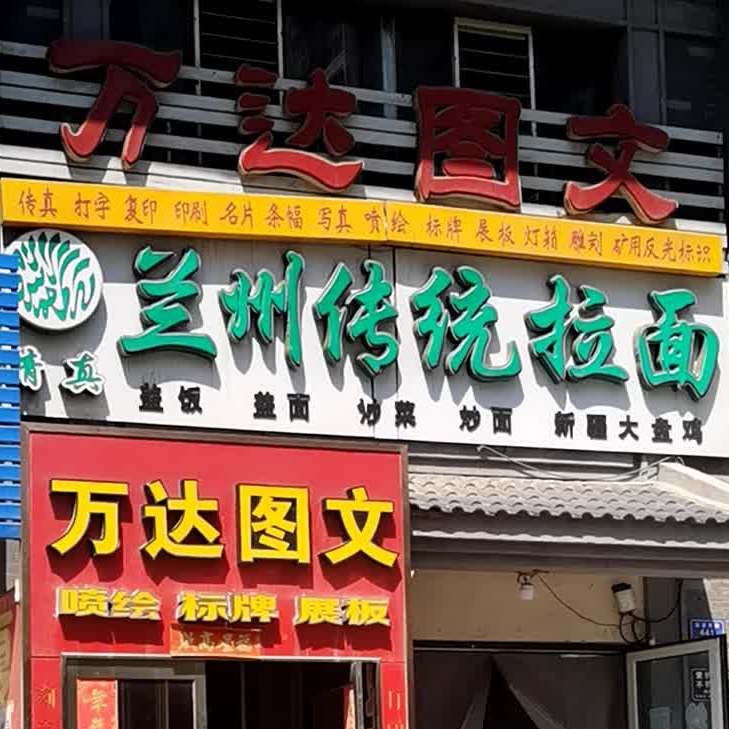 万达图文
传真 打字 复印 印刷 名片 条幅 写真 喷绘 标牌 展板 灯箱 雕刻 矿用反光标识
兰州传统拉面
清真
盖饭 盖面 炒菜 炒面 新疆大盘鸡
万达图文
喷绘 标牌 展板
441